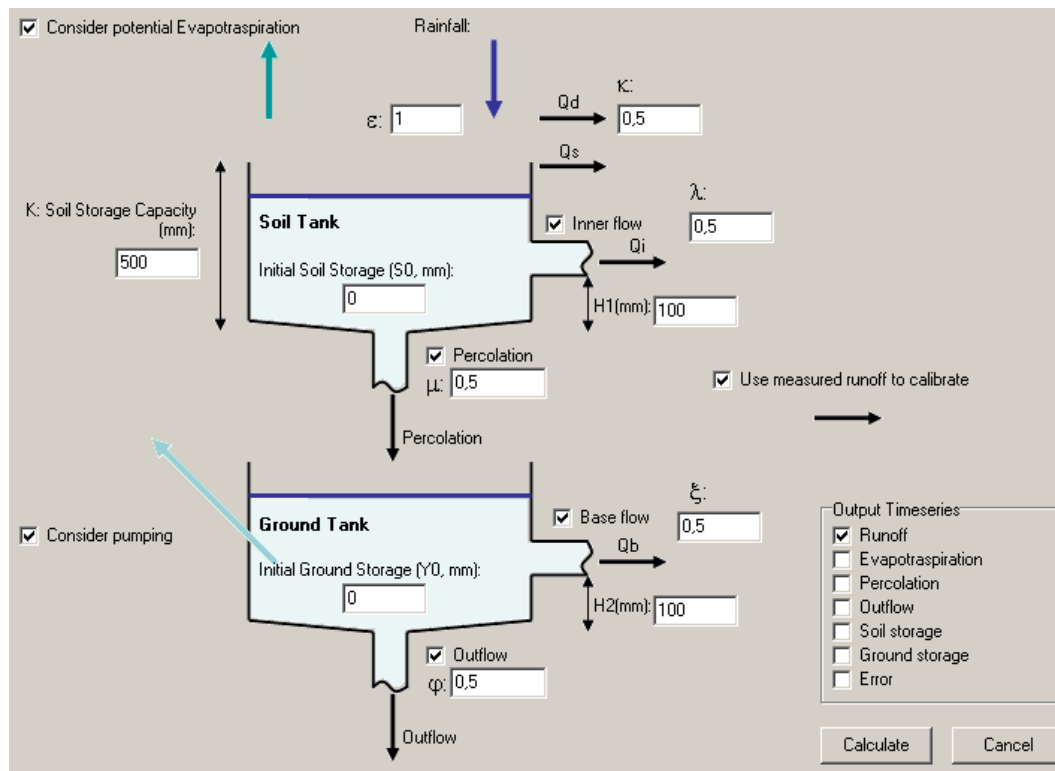 Consider potential Evapotraspiration
Rainfall:
ε: 1
Qd
κ:
0,5
Qs
K: Soil Storage Capacity
(mm):
500
Soil Tank
Inner flow
λ:
0,5
Qi
Initial Soil Storage (S0, mm):
0
H1(mm): 100
Percolation
μ: 0,5
Use measured runoff to calibrate
Percolation
Consider pumping
Ground Tank
Base flow
ξ:
0,5
Qb
Initial Ground Storage (Y0, mm):
0
H2(mm): 100
Outflow
φ: 0,5
Outflow
Output Timeseries
Runoff
Evapotraspiration
Percolation
Outflow
Soil storage
Ground storage
Error
Calculate
Cancel